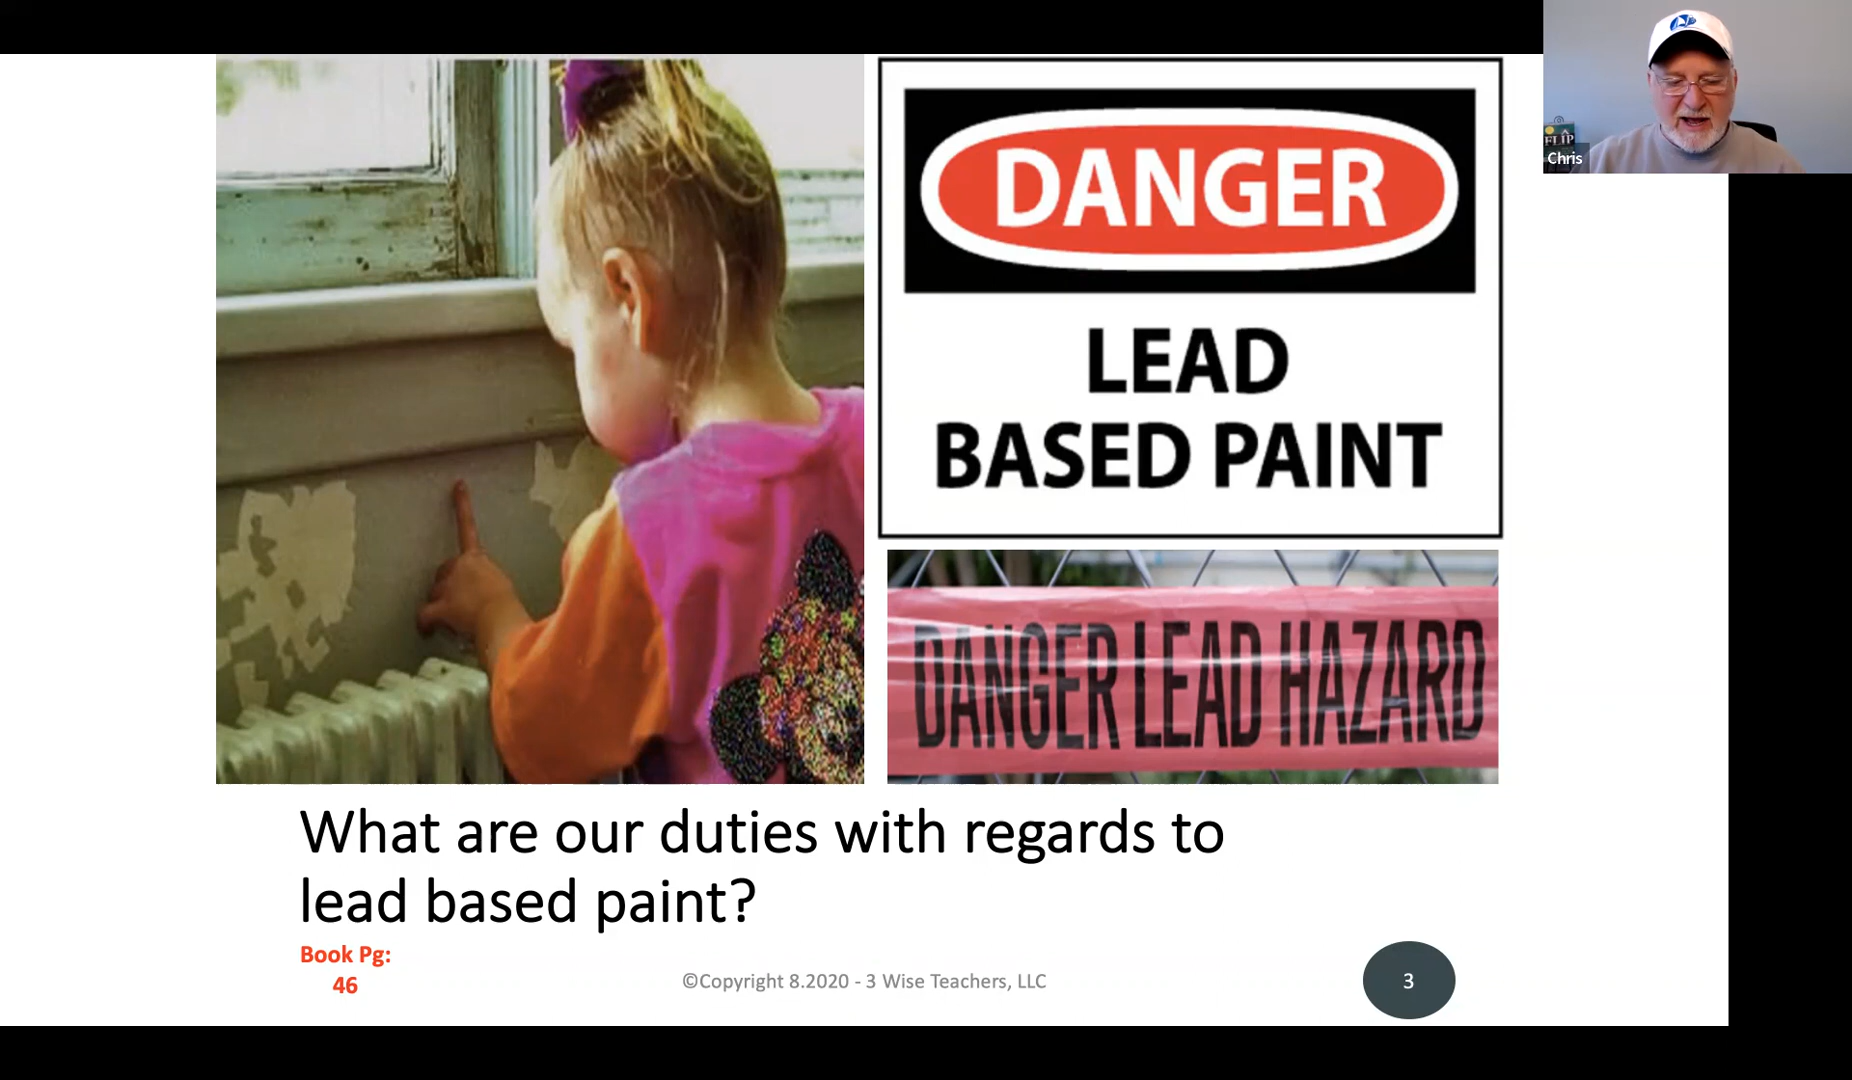 DANGER
LEAD
BASED PAINT
DANGER LEAD HAZARD
What are our duties with regards to
lead based paint?
Book Pg:
46
©Copyright 8.2020 - 3 Wise Teachers, LLC
3
FLIP
Chris